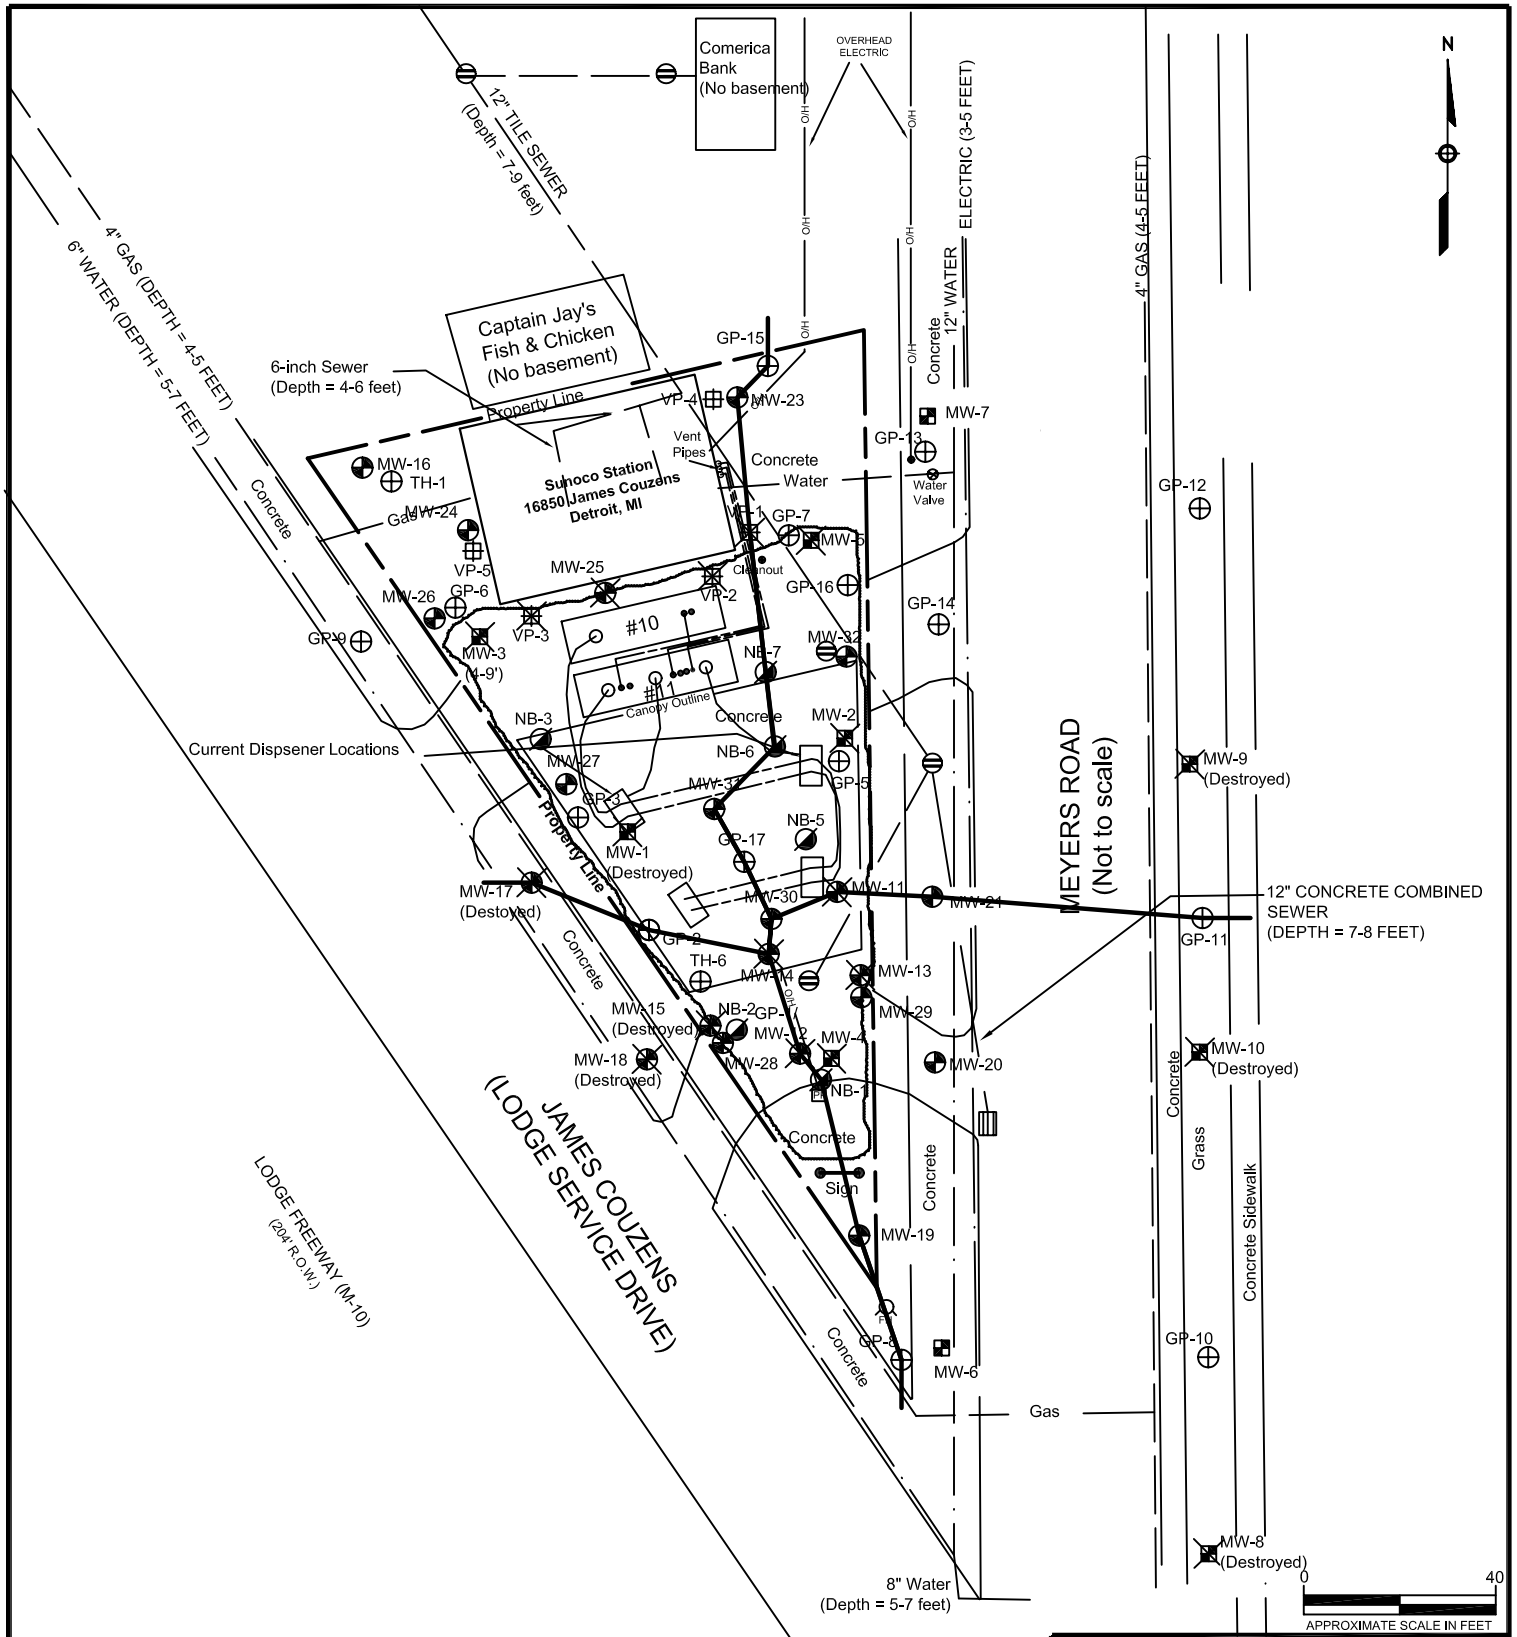 Comerica
Bank
(No basement)
OVERHEAD
ELECTRIC
N
O/H
O/H
O/H
O/H
O/H
O/H
12" TILE SEWER
(Depth = 7-9 feet)
ELECTRIC (3-5 FEET)
12" WATER
Concrete
4" GAS (4-5 FEET)
4" GAS (DEPTH = 4-5 FEET)
6" WATER (DEPTH = 5-7 FEET)
Captain Jay's
Fish & Chicken
(No basement)
6-inch Sewer
(Depth = 4-6 feet)
Property Line
GP-15
VP-4
MW-23
MW-7
GP-13
Vent
Pipes
Concrete
Water
Water
Valve
GP-12
MW-16
TH-1
MW-24
Gas
Concrete
Sunoco Station
16850 James Couzens
Detroit, MI
VP-1
GP-7
MW-5
VP-5
Cleanout
MW-25
VP-2
GP-16
GP-6
MW-26
GP-14
VP-3
GP-9
MW-3
(4-9')
#10
MW-32
NB-7
#11
Canopy Outline
NB-3
Concrete
MW-2
NB-6
Current Dispsener Locations
MW-27
GP-5
MW-31
GP-3
MW-9
(Destroyed)
MEYERS ROAD
(Not to scale)
Property Line
NB-5
MW-1
(Destroyed)
GP-17
MW-17
(Destoyed)
MW-11
MW-21
12" CONCRETE COMBINED
SEWER
(DEPTH = 7-8 FEET)
MW-30
GP-2
GP-11
Concrete
TH-6
MW-14
MW-13
O/H
MW-29
MW-15
(Destroyed)
NB-2
GP-1
MW-12
MW-4
MW-28
MW-18
(Destroyed)
MW-20
MW-10
(Destroyed)
NB-1
Concrete
Concrete
Grass
Concrete Sidewalk
Concrete
Sign
JAMES COUZENS
(LODGE SERVICE DRIVE)
LODGE FREEWAY (M-10)
(204' R.O.W.)
MW-19
GP-8
MW-6
GP-10
Concrete
Gas
8" Water
(Depth = 5-7 feet)
MW-8
(Destroyed)
0 40
APPROXIMATE SCALE IN FEET